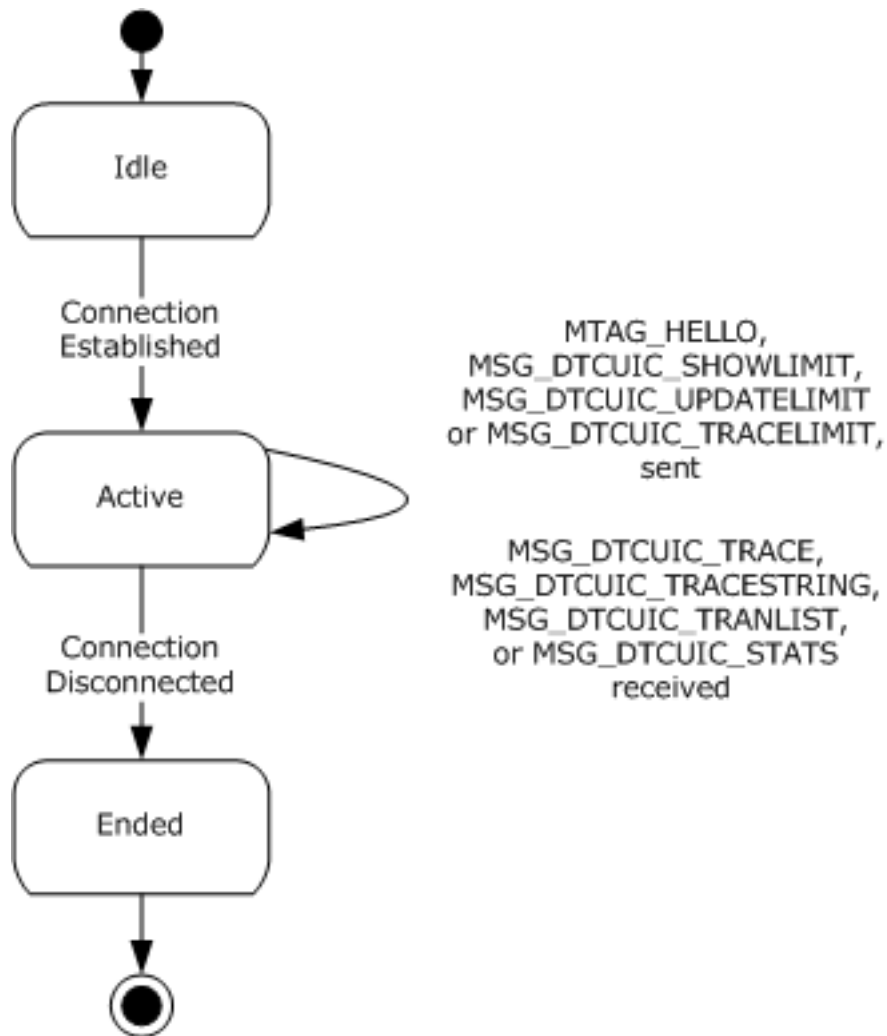 Idle
Connection
Established
MTAG_HELLO,
MSG_DTCUIC_SHOWLIMIT,
MSG_DTCUIC_UPDATELIMIT
or MSG_DTCUIC_TRACELIMIT,
sent
Active
MSG_DTCUIC_TRACE,
MSG_DTCUIC_TRACESTRING,
MSG_DTCUIC_TRANLIST,
or MSG_DTCUIC_STATS
received
Connection
Disconnected
Ended